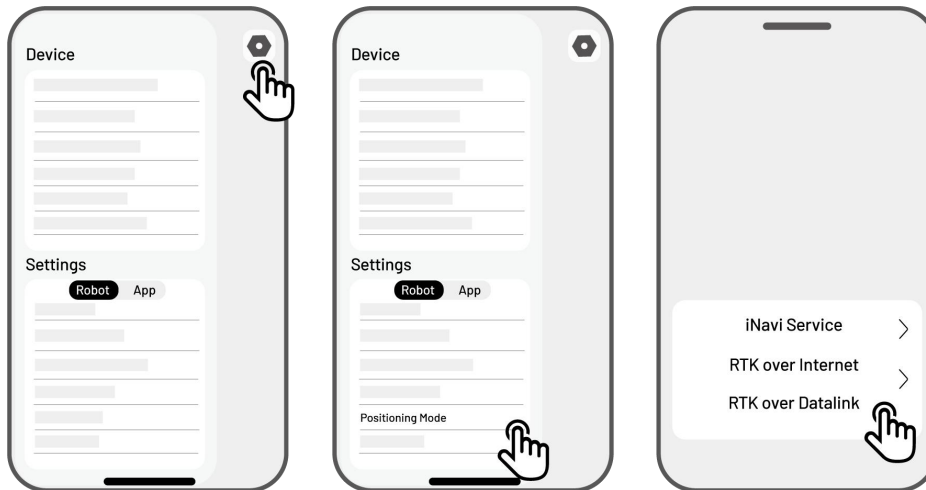 Device
Settings
Robot App
Device
Settings
Robot App
Positioning Mode
iNavi Service
RTK over Internet
RTK over Datalink